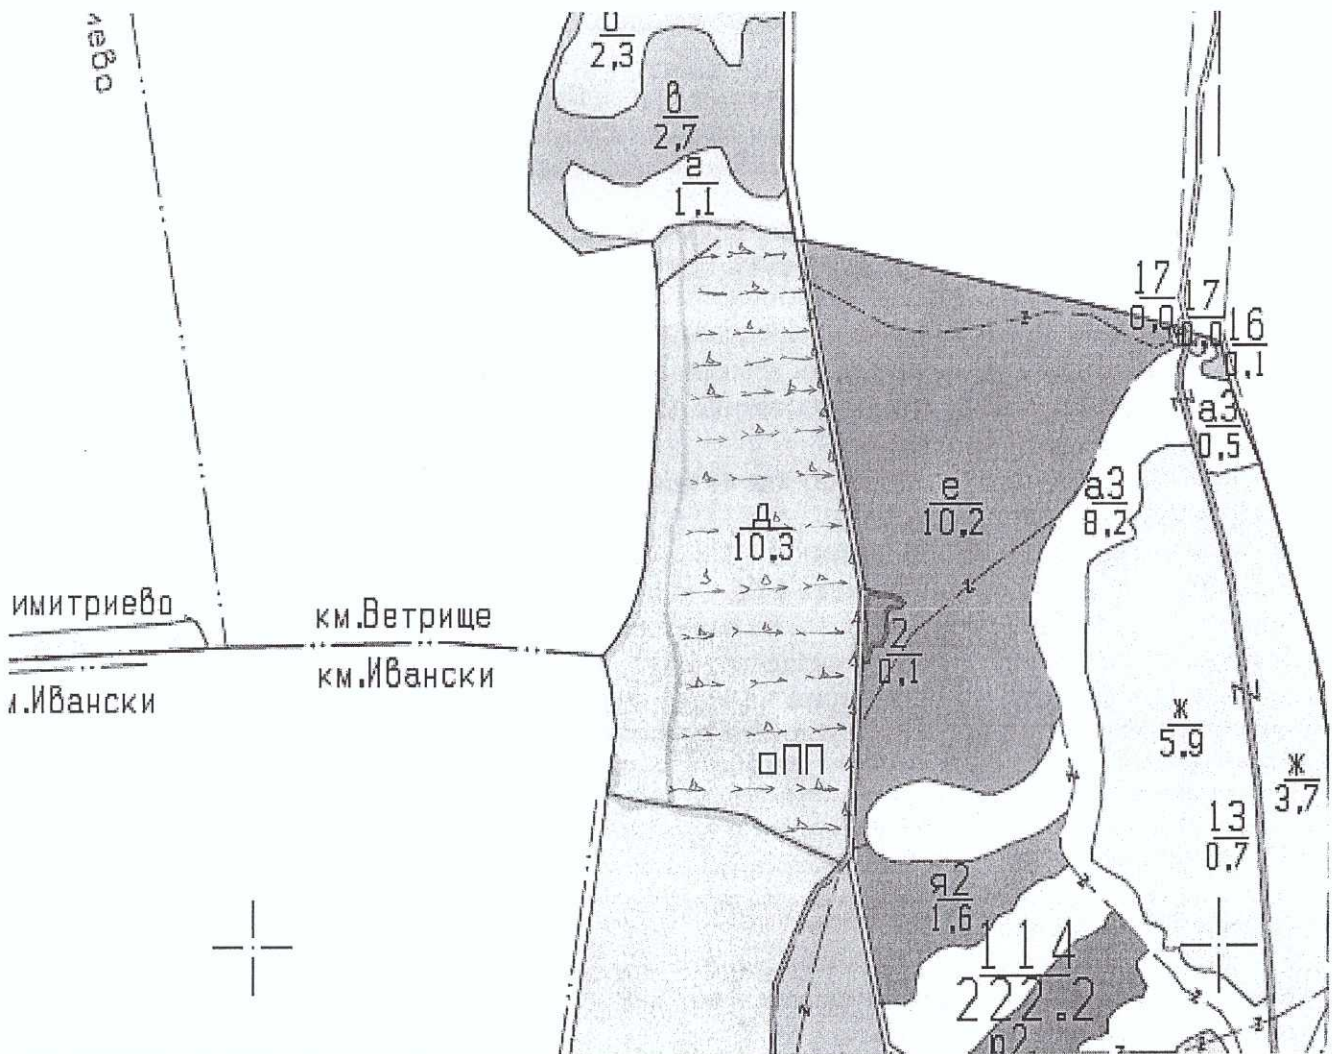 2,3
в
2,7
г
1,1
17
0,0
17
0,0
16
0,1
а3
0,5
а3
8,2
е
10,2
Д
10,3
имитриево
км.Ветрище
км.Ивански
2
0,1
ж
5,9
оПП
ж
3,7
13
0,7
я2
1,6
114
222.2